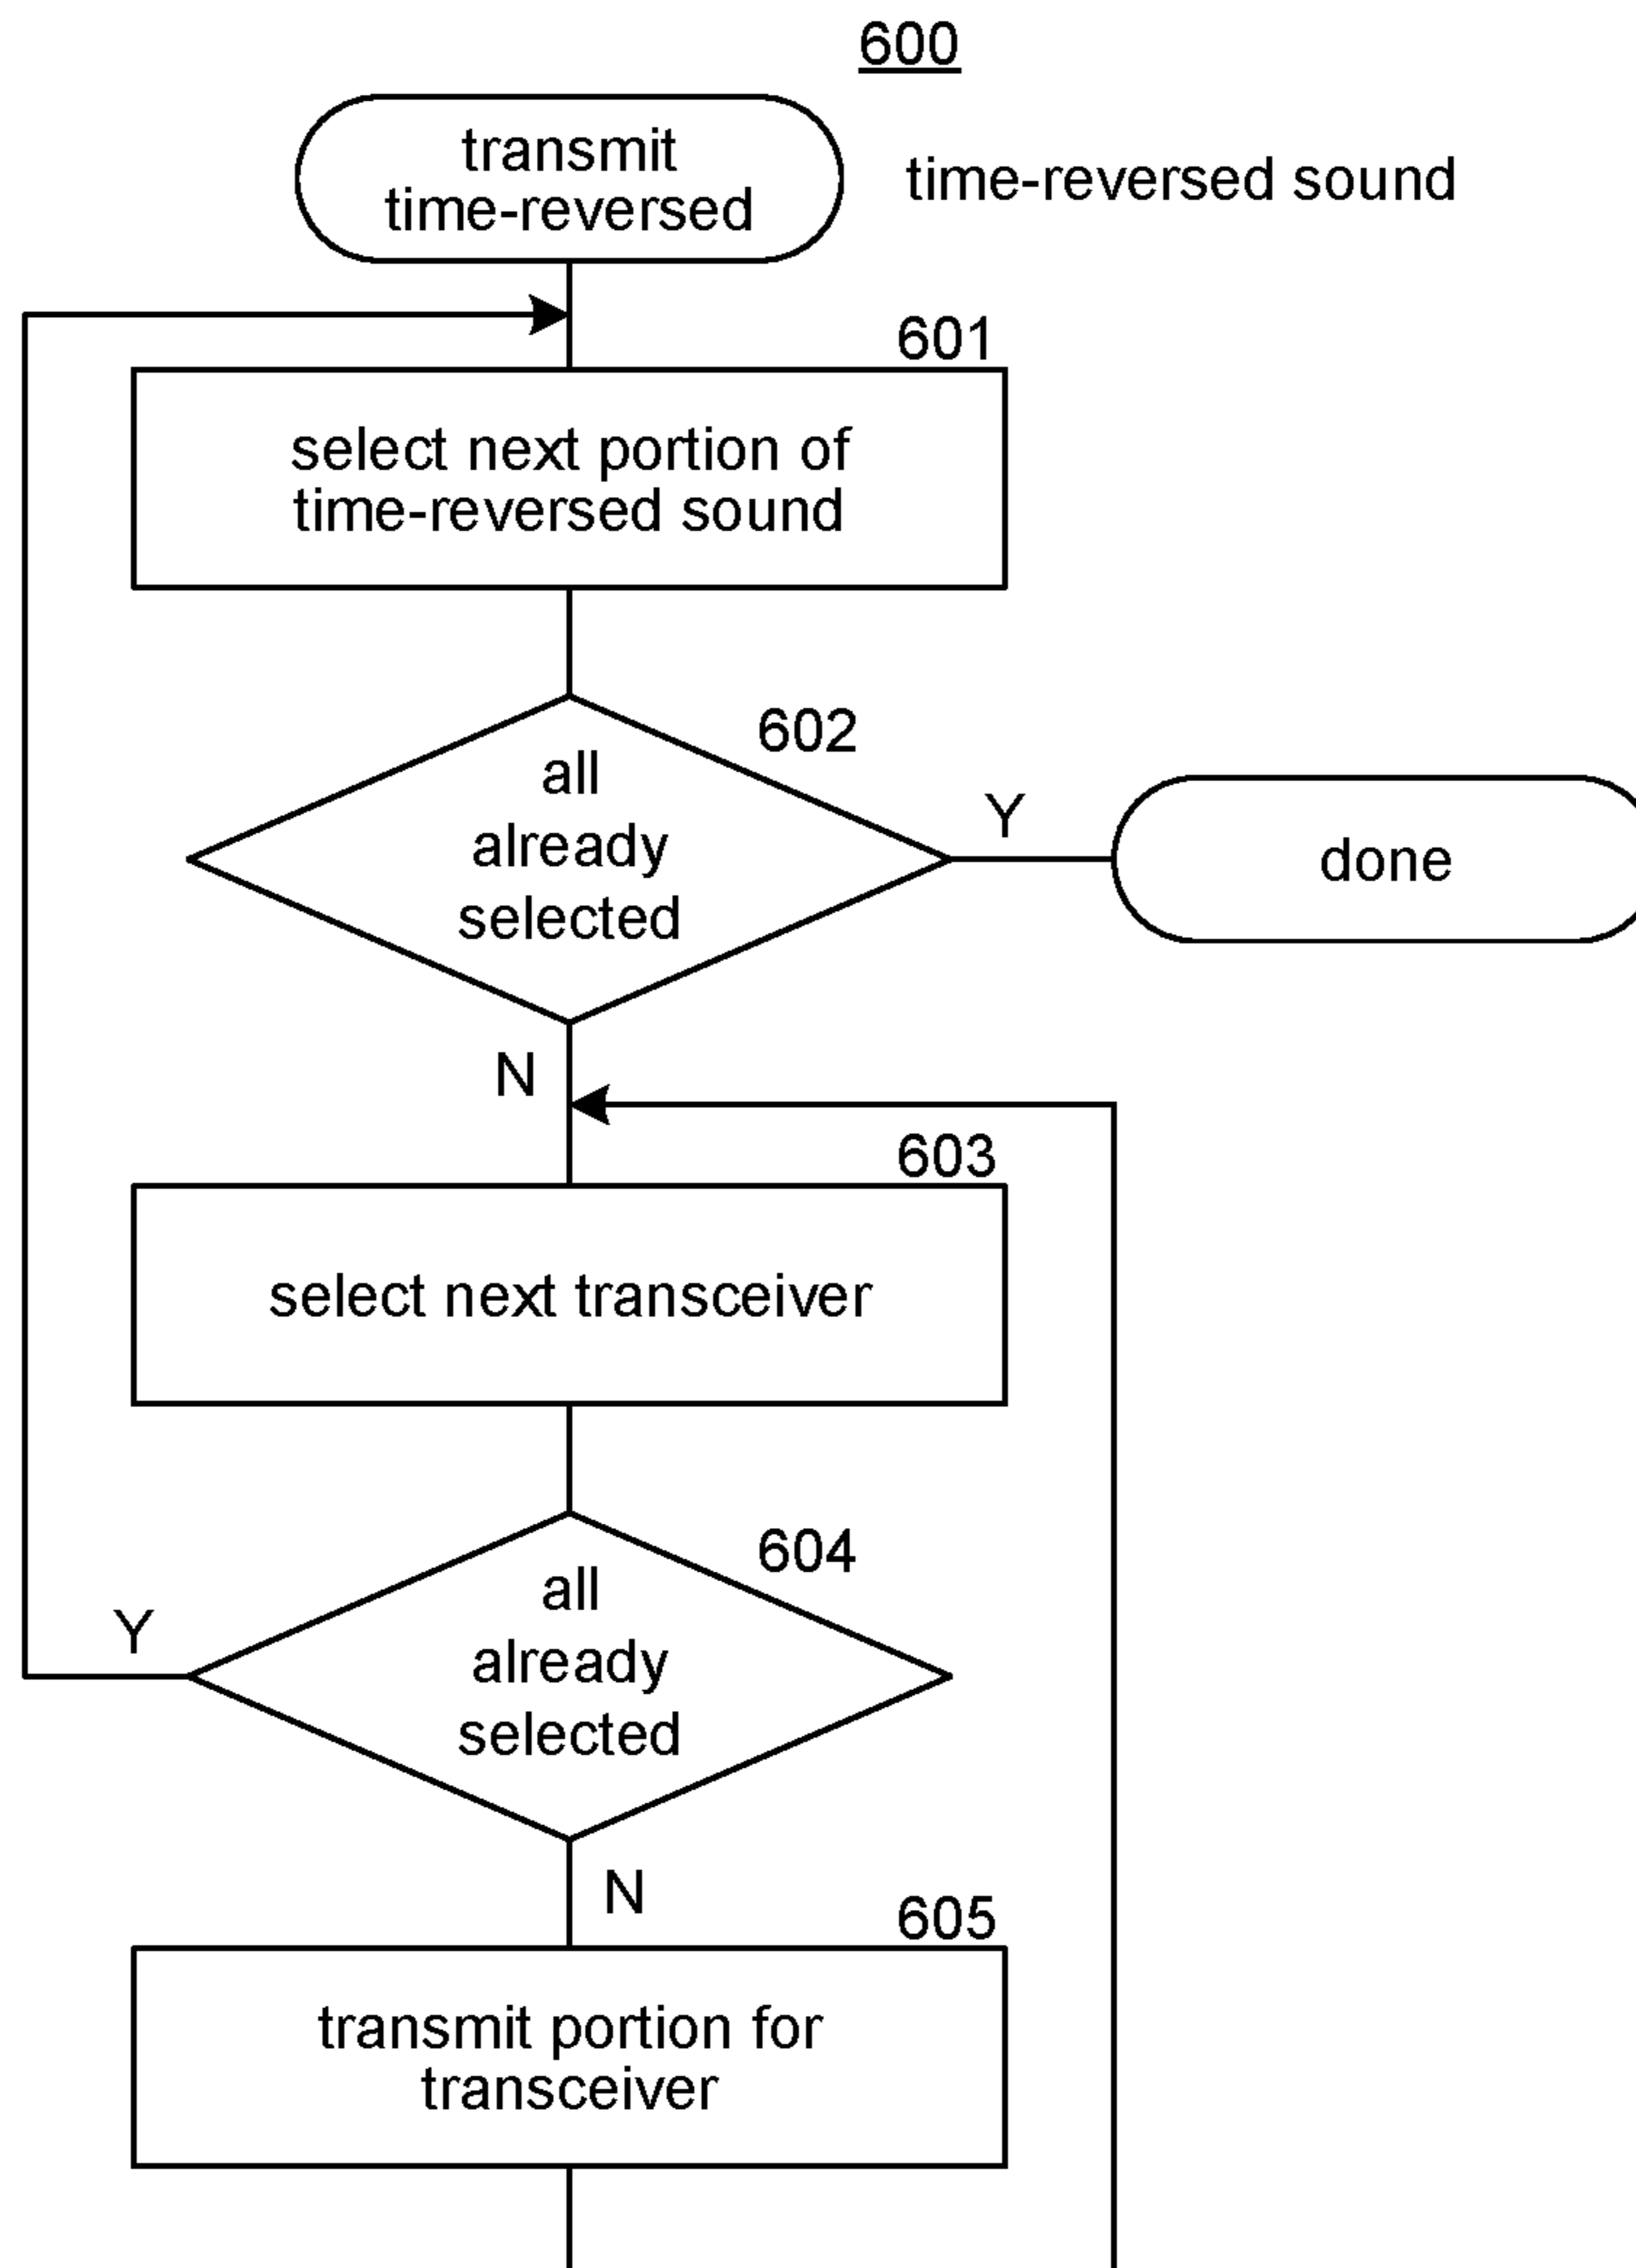 600
transmit
time-reversed
time-reversed sound
601
select next portion of
time-reversed sound
602
all
already
selected
Y
done
N
603
select next transceiver
604
all
already
selected
Y
N
605
transmit portion for
transceiver